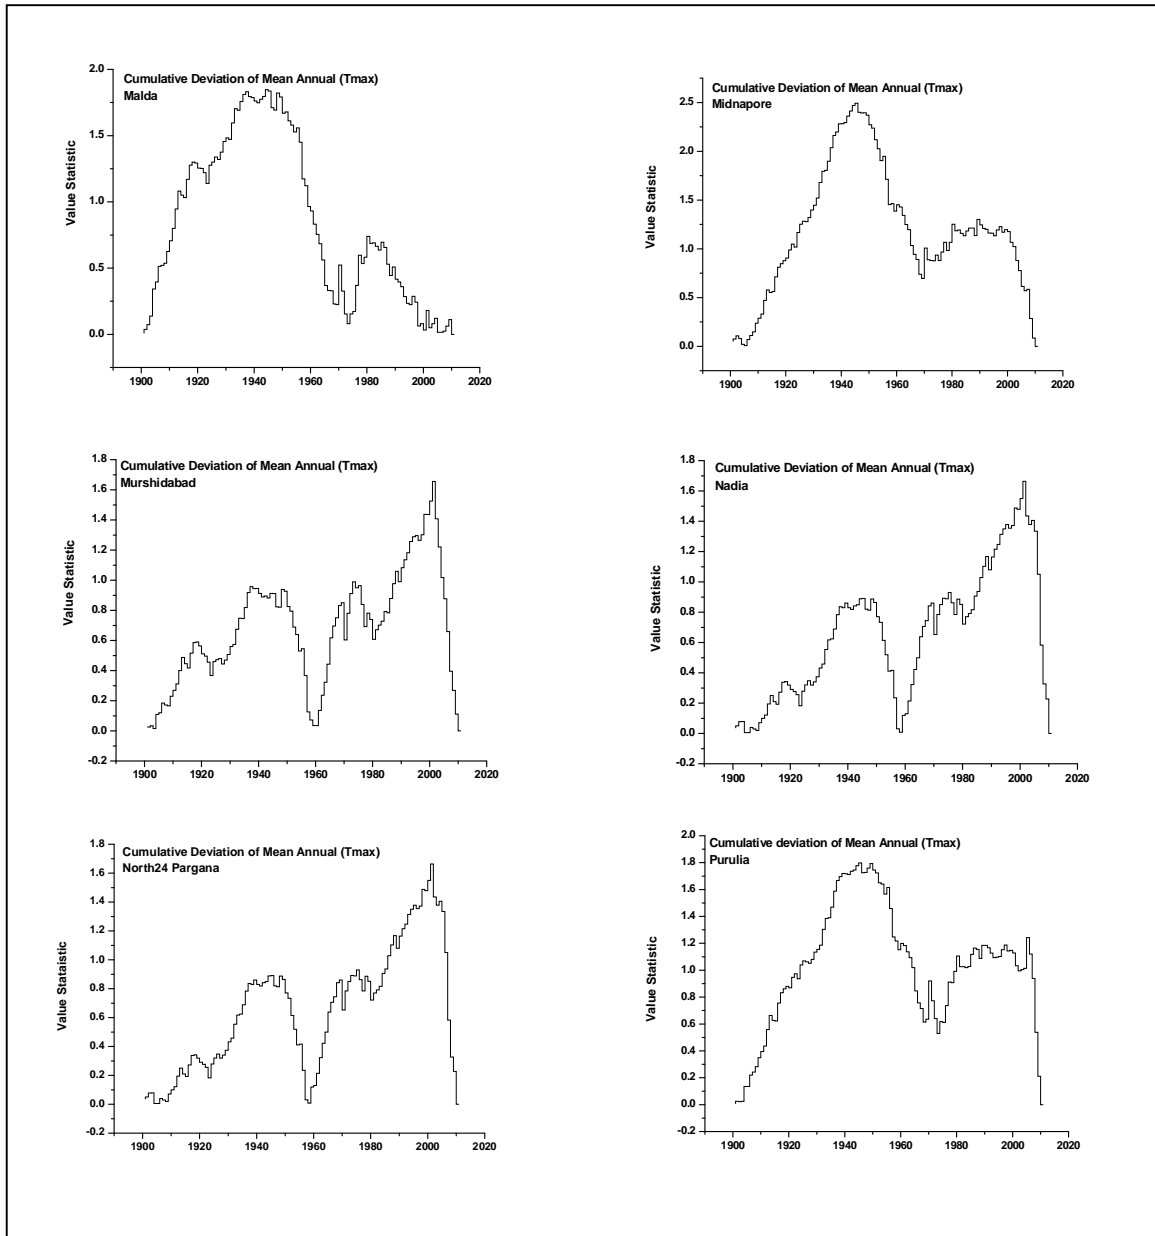 Cumulative Deviation of Mean Annual (Tmax)
Malda
Value Statistic
2.0
1.5
1.0
0.5
0.0
1900 1920 1940 1960 1980 2000 2020
Cumulative Deviation of Mean Annual (Tmax)
Midnapore
Value Statistic
2.5
2.0
1.5
1.0
0.5
0.0
1900 1920 1940 1960 1980 2000 2020
Cumulative Deviation of Mean Annual (Tmax)
Murshidabad
Value Statistic
1.8
1.6
1.4
1.2
1.0
0.8
0.6
0.4
0.2
0.0
-0.2
1900 1920 1940 1960 1980 2000 2020
Cumulative Deviation of Mean Annual (Tmax)
Nadia
Value Statistic
1.8
1.6
1.4
1.2
1.0
0.8
0.6
0.4
0.2
0.0
-0.2
1900 1920 1940 1960 1980 2000 2020
Cumulative Deviation of Mean Annual (Tmax)
North24 Pargana
Value Stataistic
1.8
1.6
1.4
1.2
1.0
0.8
0.6
0.4
0.2
0.0
-0.2
1900 1920 1940 1960 1980 2000 2020
Cumulative deviation of Mean Annual (Tmax)
Purulia
Value Statistic
2.0
1.8
1.6
1.4
1.2
1.0
0.8
0.6
0.4
0.2
0.0
-0.2
1900 1920 1940 1960 1980 2000 2020